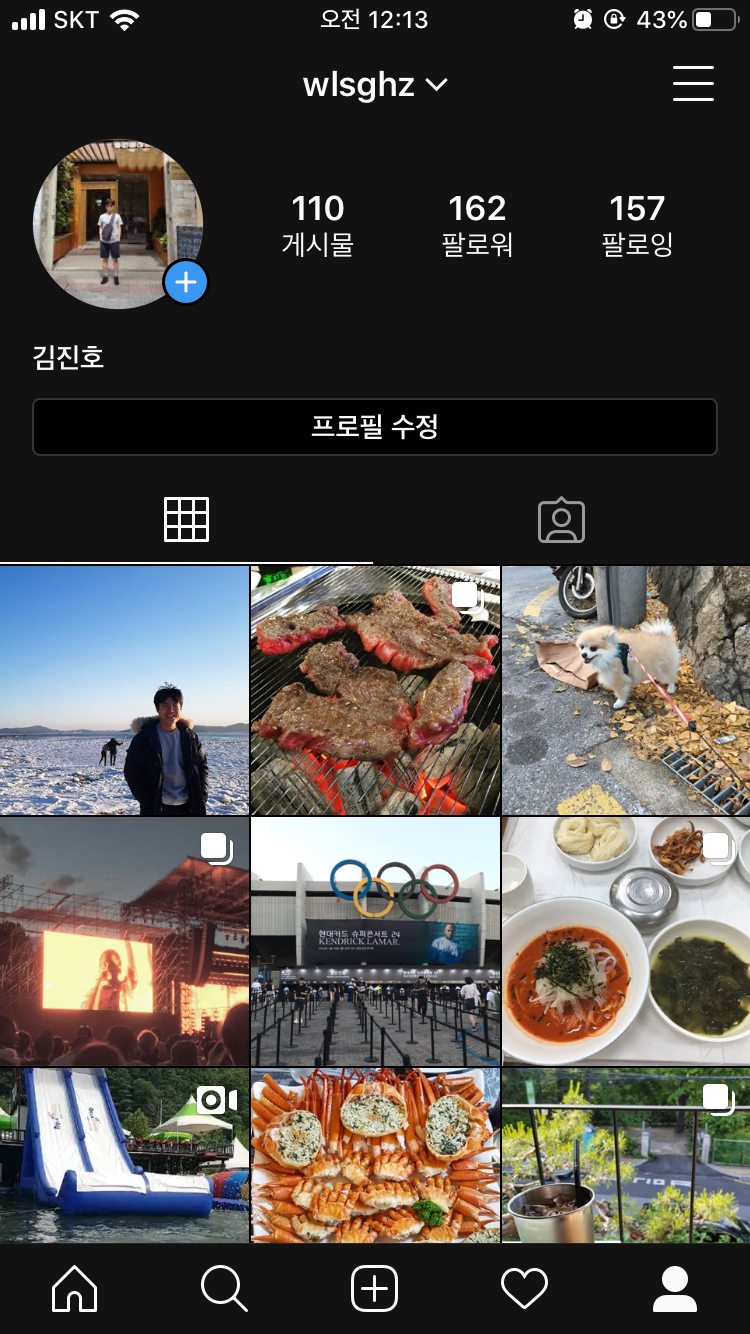 SKT 오전 12:13 43%
wlsghz
110 162 157
게시물 팔로워 팔로잉
김진호
프로필 수정
현대카드 슈퍼콘서트 24
KENDRICK LAMAR.